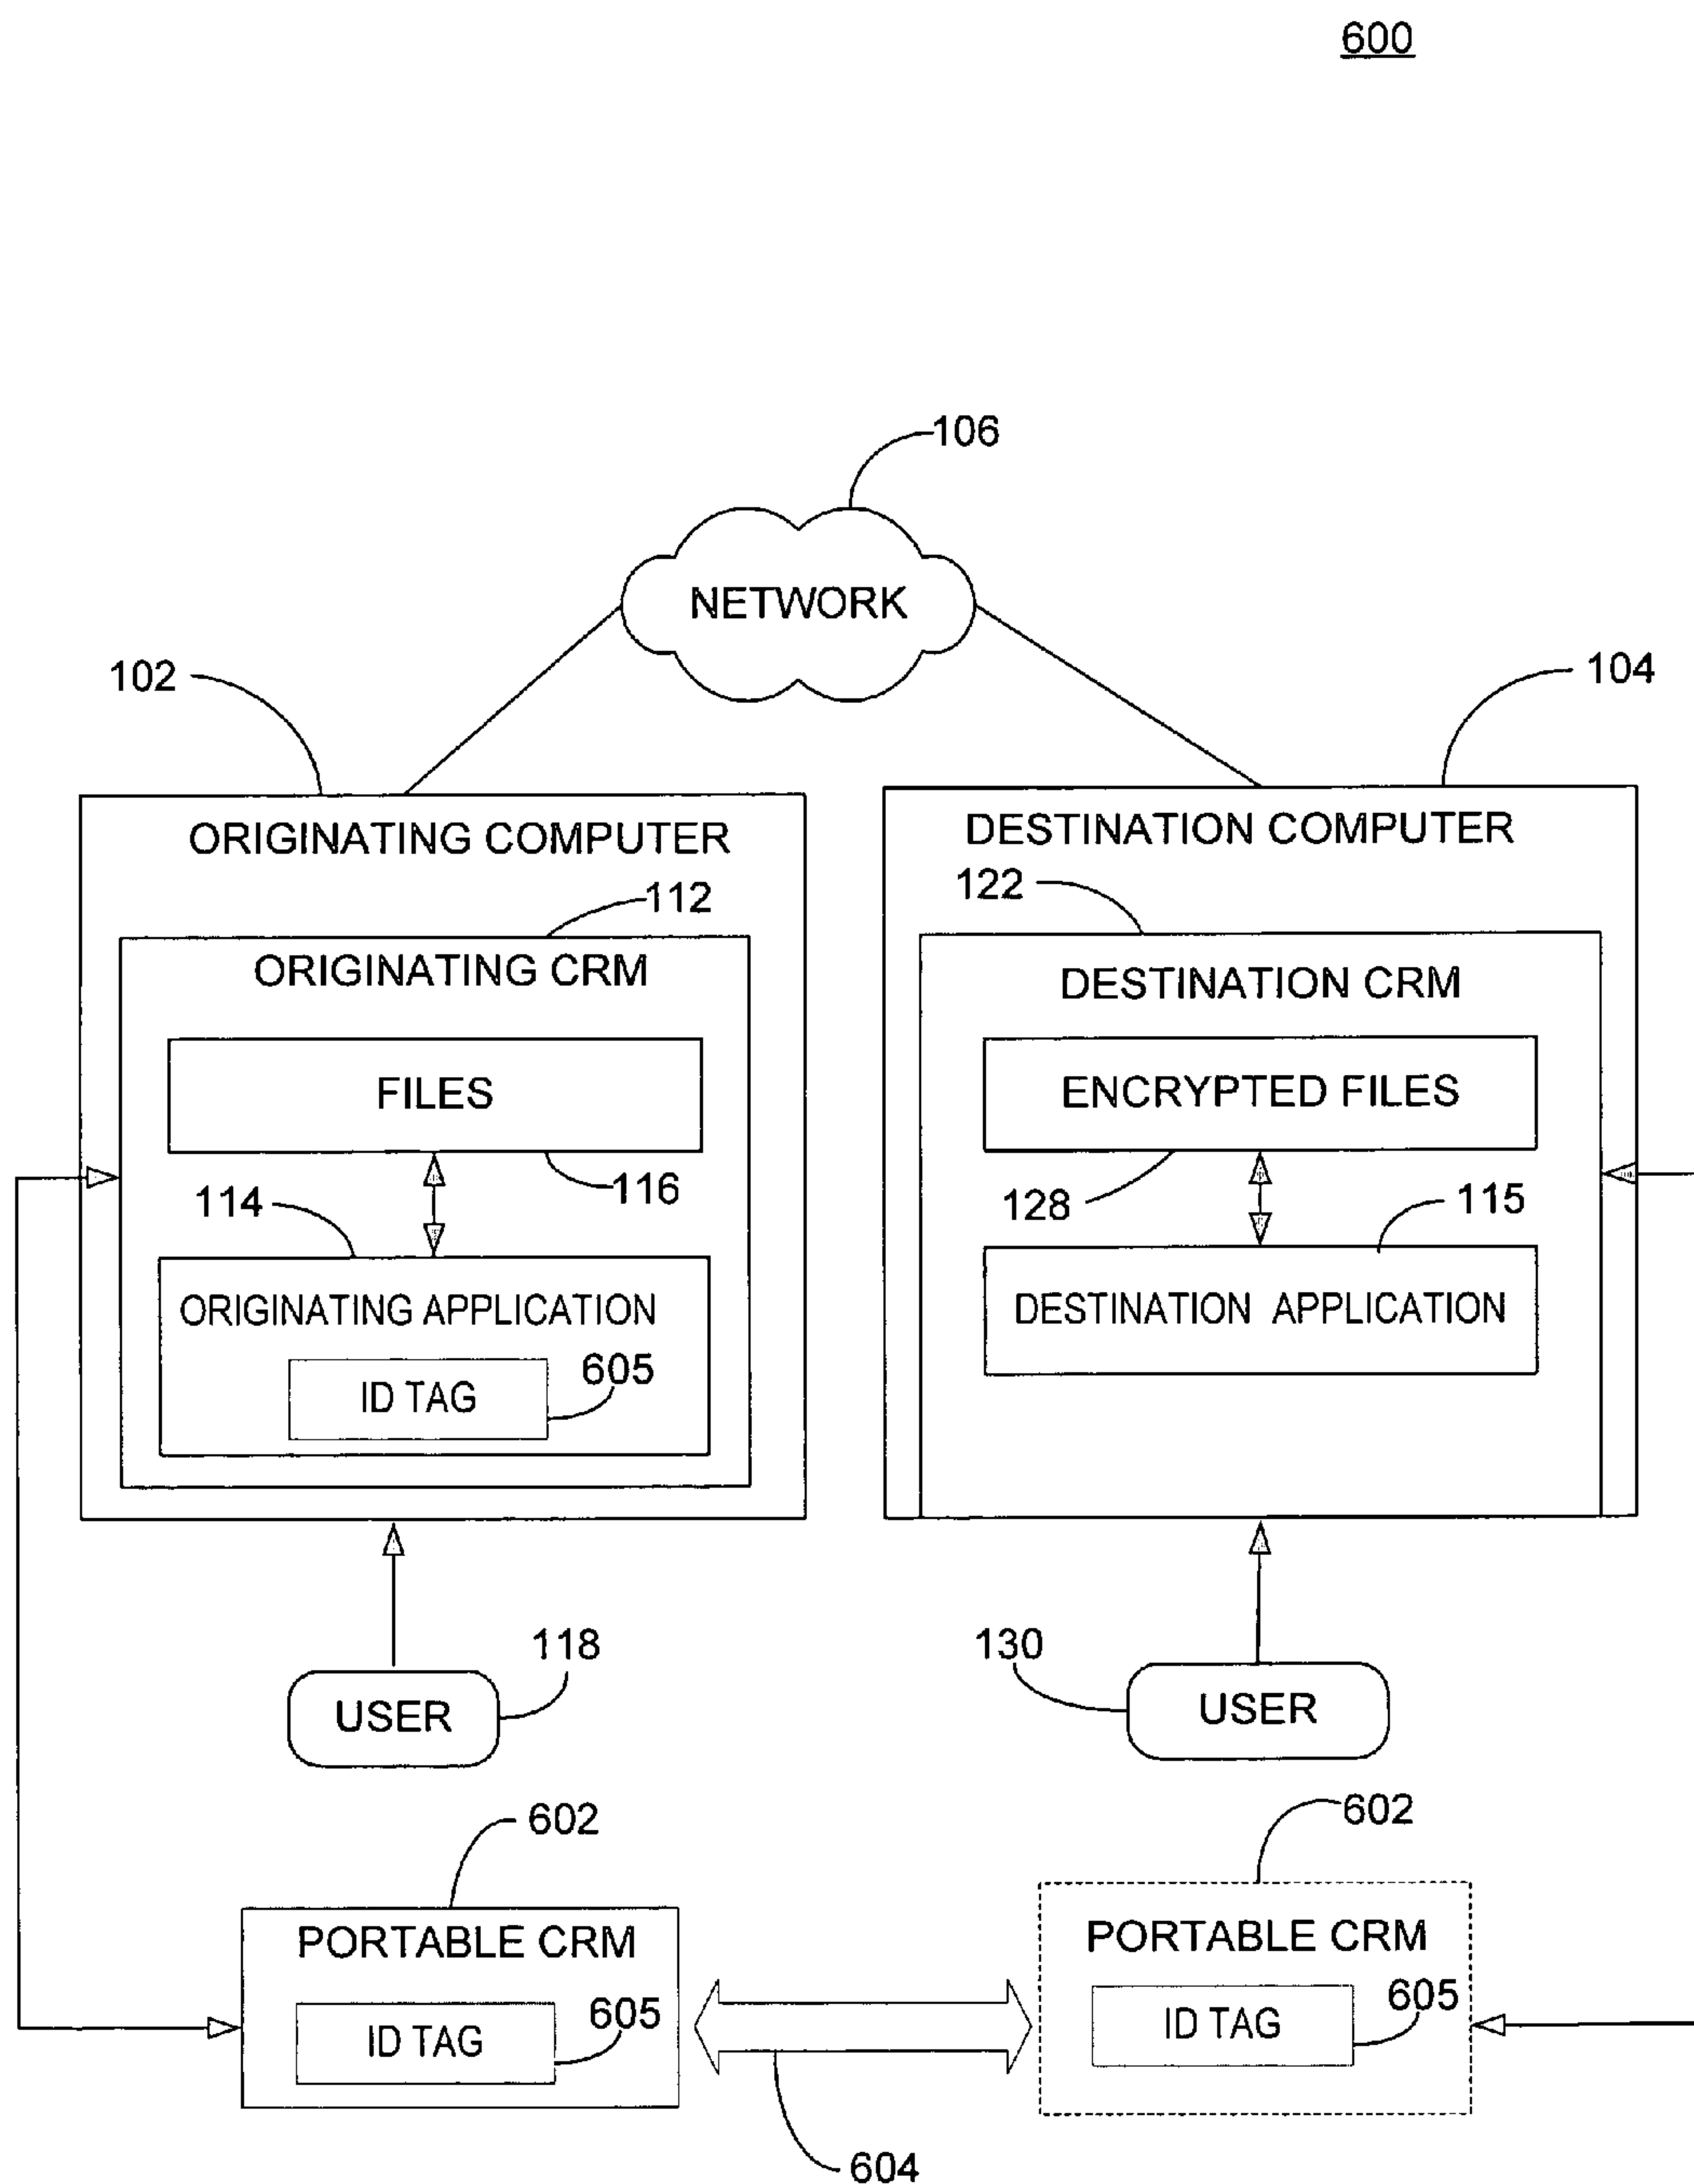 600
106
NETWORK
102
104
ORIGINATING COMPUTER
DESTINATION COMPUTER
112
122
ORIGINATING CRM
DESTINATION CRM
FILES
ENCRYPTED FILES
114
116
128
115
ORIGINATING APPLICATION
DESTINATION APPLICATION
ID TAG
605
118
130
USER
USER
602
602
PORTABLE CRM
PORTABLE CRM
ID TAG
605
ID TAG
605
604